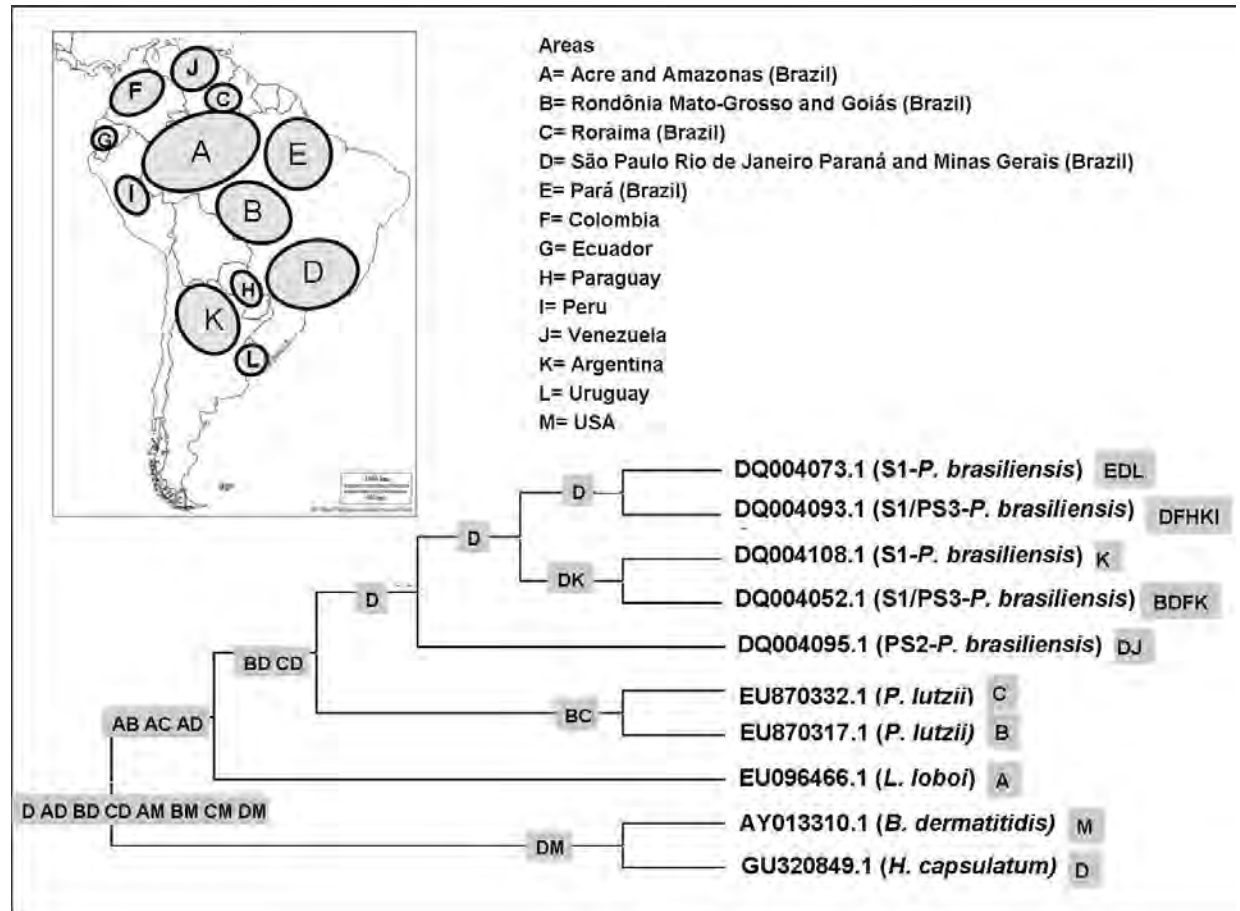 J
F
C
G
A
E
I
B
D
H
K
L
Areas
A= Acre and Amazonas (Brazil)
B= Rondônia Mato-Grosso and Goiás (Brazil)
C= Roraima (Brazil)
D= São Paulo Rio de Janeiro Paraná and Minas Gerais (Brazil)
E= Pará (Brazil)
F= Colombia
G= Ecuador
H= Paraguay
I= Peru
J= Venezuela
K= Argentina
L= Uruguay
M= USA
DQ004073.1 (S1-P. brasiliensis) EDL
D
DQ004093.1 (S1/PS3-P. brasiliensis) DFHKI
D
DQ004108.1 (S1-P. brasiliensis) K
DK
D
DQ004052.1 (S1/PS3-P. brasiliensis) BDFK
DQ004095.1 (PS2-P. brasiliensis) DJ
BD CD
EU870332.1 (P. lutzii) C
BC
AB AC AD
EU870317.1 (P. lutzii) B
EU096466.1 (L. loboi) A
D AD BD CD AM BM CM DM
AY013310.1 (B. dermatitidis) M
DM
GU320849.1 (H. capsulatum) D